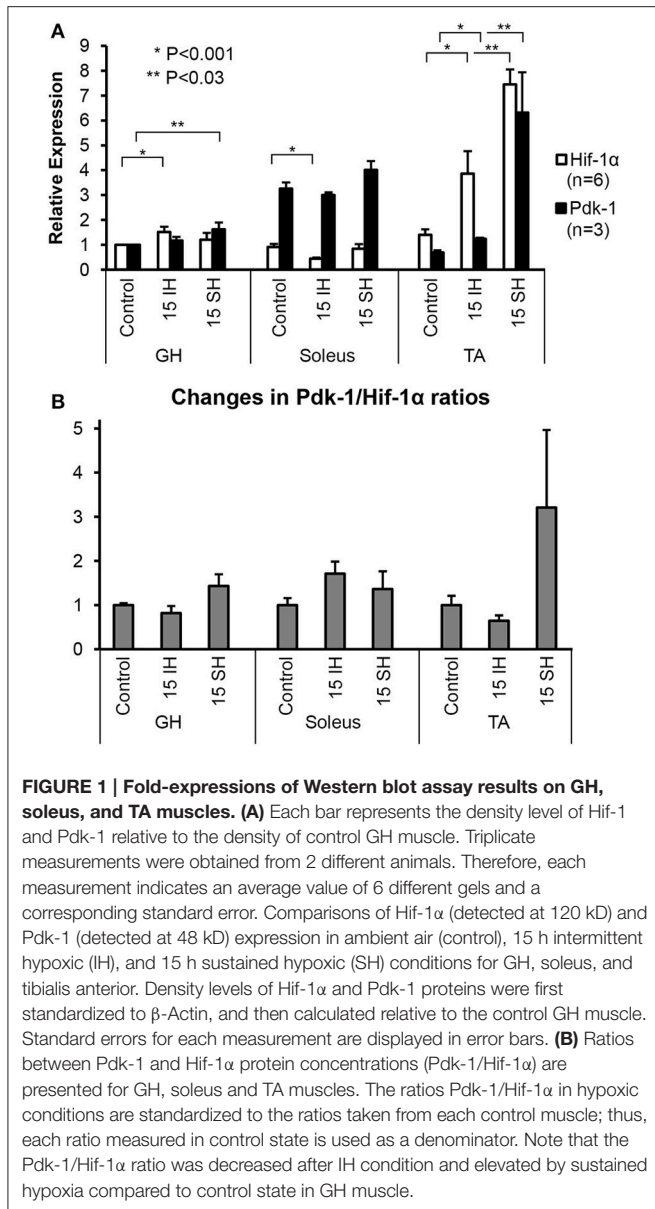 A
* P<0.001
** P<0.03
Relative Expression
9
8
7
6
5
4
3
2
1
0
**
*
*
*
**
*
**
Hif-1α
(n=6)
Pdk-1
(n=3)
Control
15 IH
15 SH
Control
15 IH
15 SH
Control
15 IH
15 SH
GH
Soleus
TA
B
Changes in Pdk-1/Hif-1α ratios
5
4
3
2
1
0
Control
15 IH
15 SH
Control
15 IH
15 SH
Control
15 IH
15 SH
GH
Soleus
TA
FIGURE 1 | Fold-expressions of Western blot assay results on GH,
soleus, and TA muscles. (A) Each bar represents the density level of Hif-1
and Pdk-1 relative to the density of control GH muscle. Triplicate
measurements were obtained from 2 different animals. Therefore, each
measurement indicates an average value of 6 different gels and a
corresponding standard error. Comparisons of Hif-1α (detected at 120 kD) and
Pdk-1 (detected at 48 kD) expression in ambient air (control), 15 h intermittent
hypoxic (IH), and 15 h sustained hypoxic (SH) conditions for GH, soleus, and
tibialis anterior. Density levels of Hif-1α and Pdk-1 proteins were first
standardized to β-Actin, and then calculated relative to the control GH muscle.
Standard errors for each measurement are displayed in error bars. (B) Ratios
between Pdk-1 and Hif-1α protein concentrations (Pdk-1/Hif-1α) are
presented for GH, soleus and TA muscles. The ratios Pdk-1/Hif-1α in hypoxic
conditions are standardized to the ratios taken from each control muscle; thus,
each ratio measured in control state is used as a denominator. Note that the
Pdk-1/Hif-1α ratio was decreased after IH condition and elevated by sustained
hypoxia compared to control state in GH muscle.